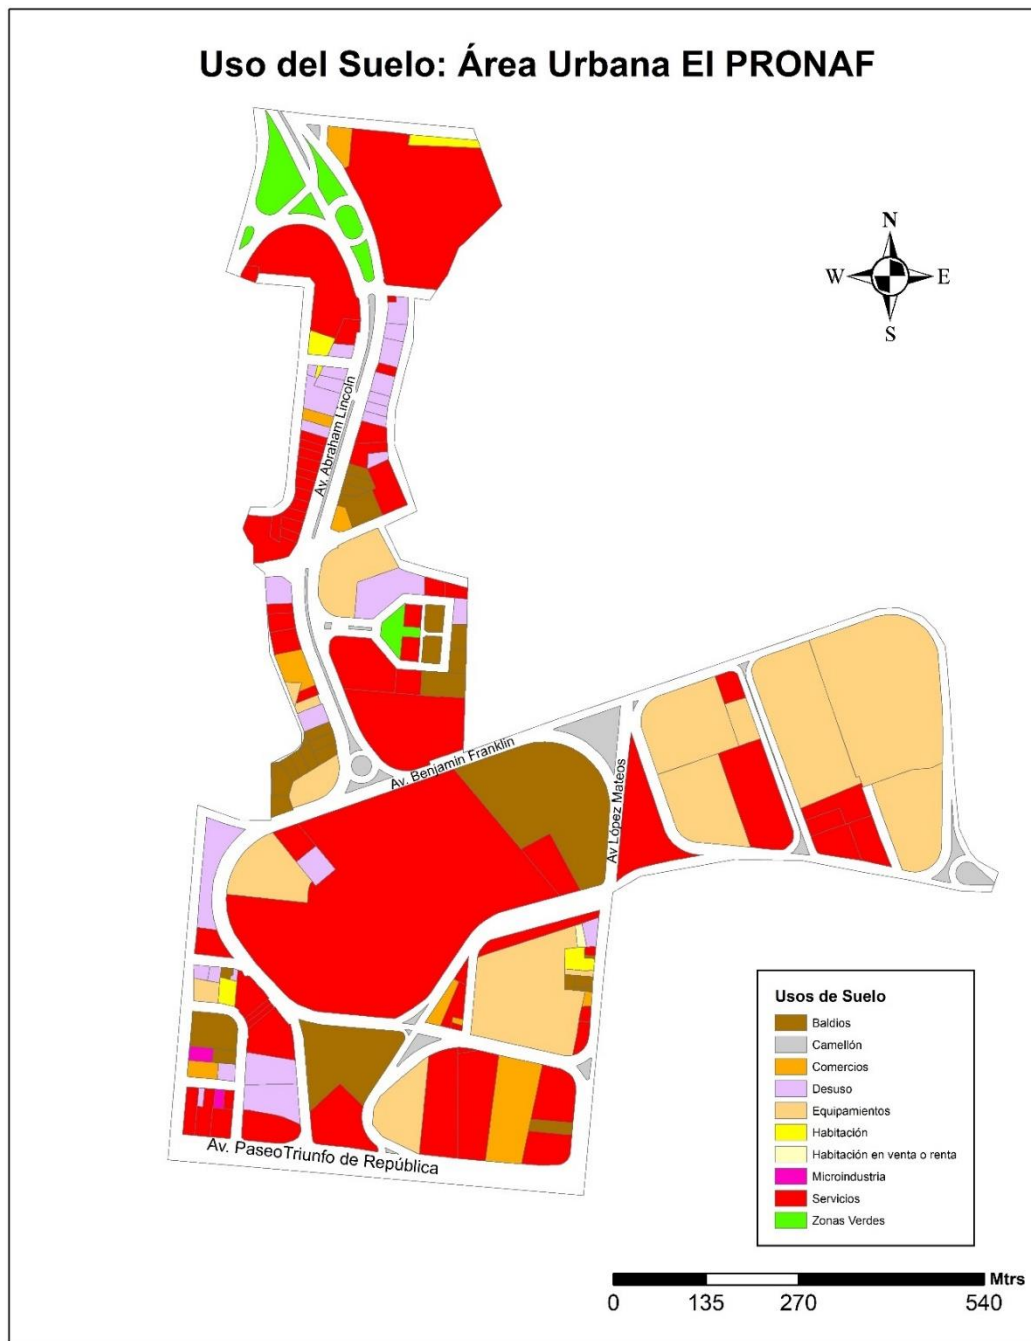 Uso del Suelo: Área Urbana El PRONAF
N
W
E
S
Av. Abraham Lincoln
Av. Benjamín Franklin
Av López Mateos
Av. PaseoTriunfo de República
Usos de Suelo
Baldios
Camellón
Comercios
Desuso
Equipamientos
Habitación
Habitación en venta o renta
Microindustria
Servicios
Zonas Verdes
Mtrs
0 135 270 540